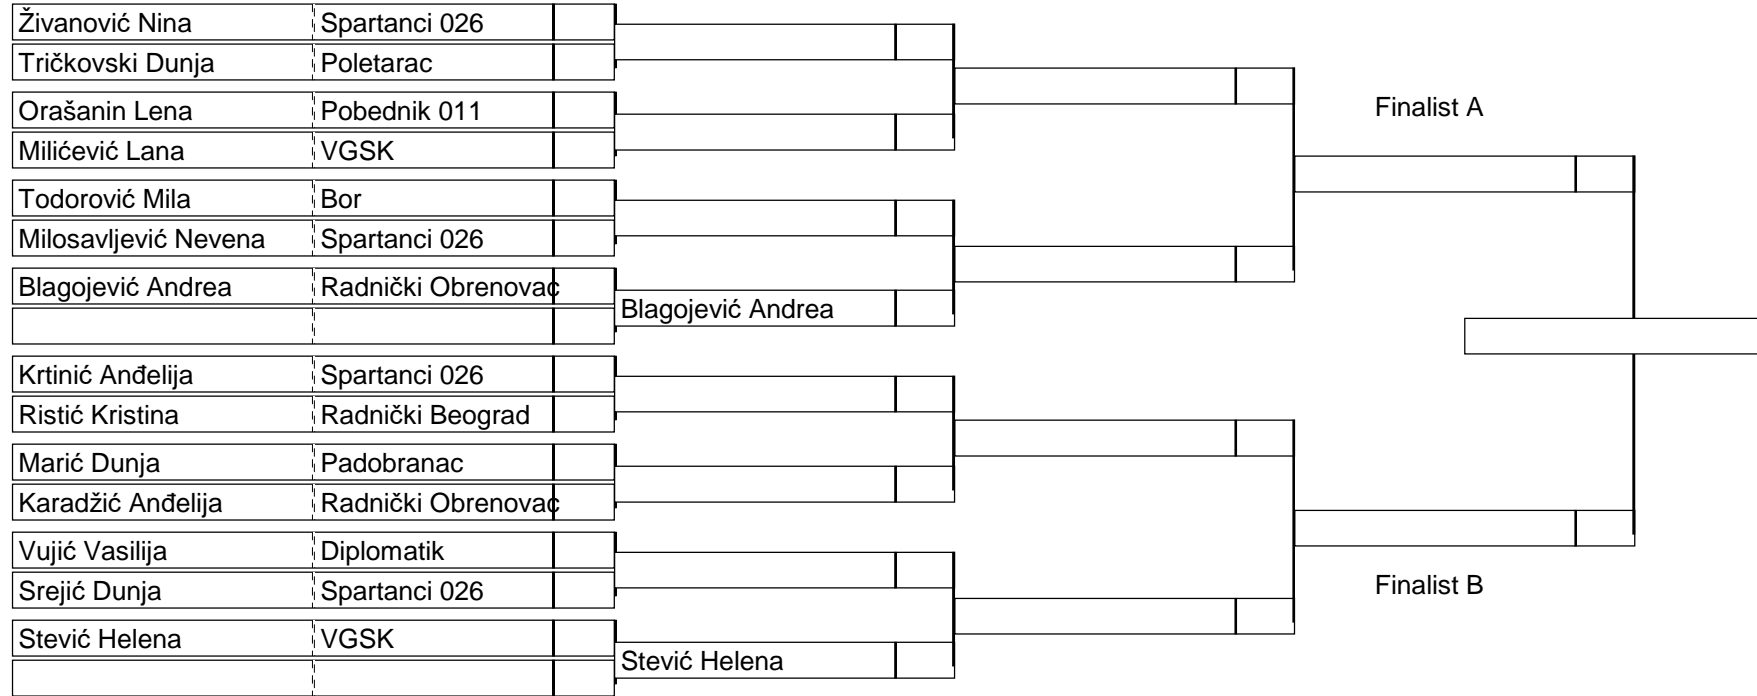 Živanović Nina Spartanci 026
Tričkovski Dunja Poletarac
Finalist A
Orašanin Lena Pobednik 011
Milićević Lana VGSK
Todorović Mila Bor
Milosavljević Nevena Spartanci 026
Blagojević Andrea Radnički Obrenovac
Blagojević Andrea
Krtinić Anđelija Spartanci 026
Ristić Kristina Radnički Beograd
Marić Dunja Padobranac
Karadžić Anđelija Radnički Obrenovac
Vujić Vasilija Diplomatik
Srejić Dunja Spartanci 026
Finalist B
Stević Helena VGSK
Stević Helena